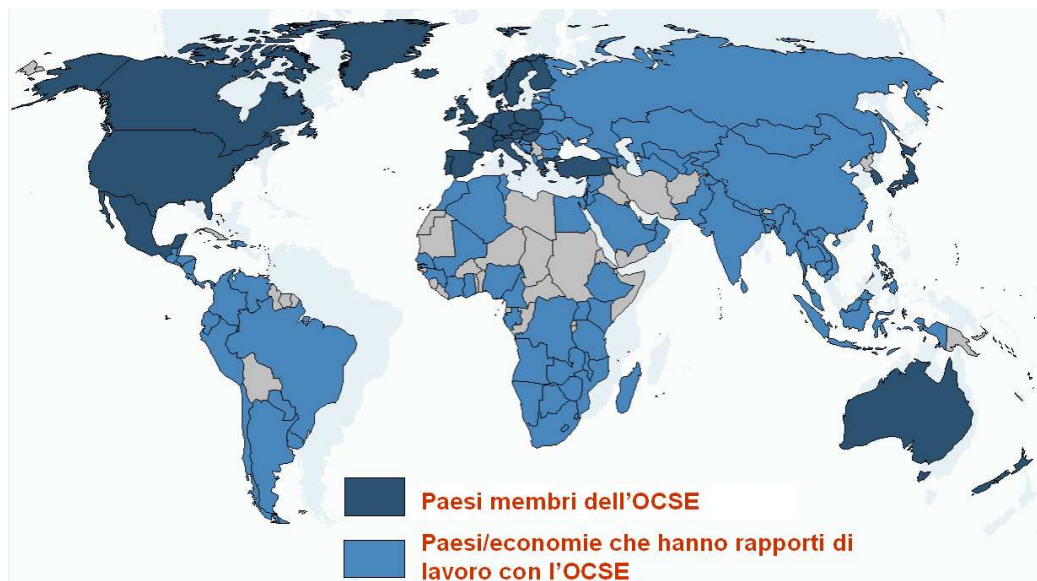 Paesi membri dell’OCSE
Paesi/economie che hanno rapporti di
lavoro con l’OCSE